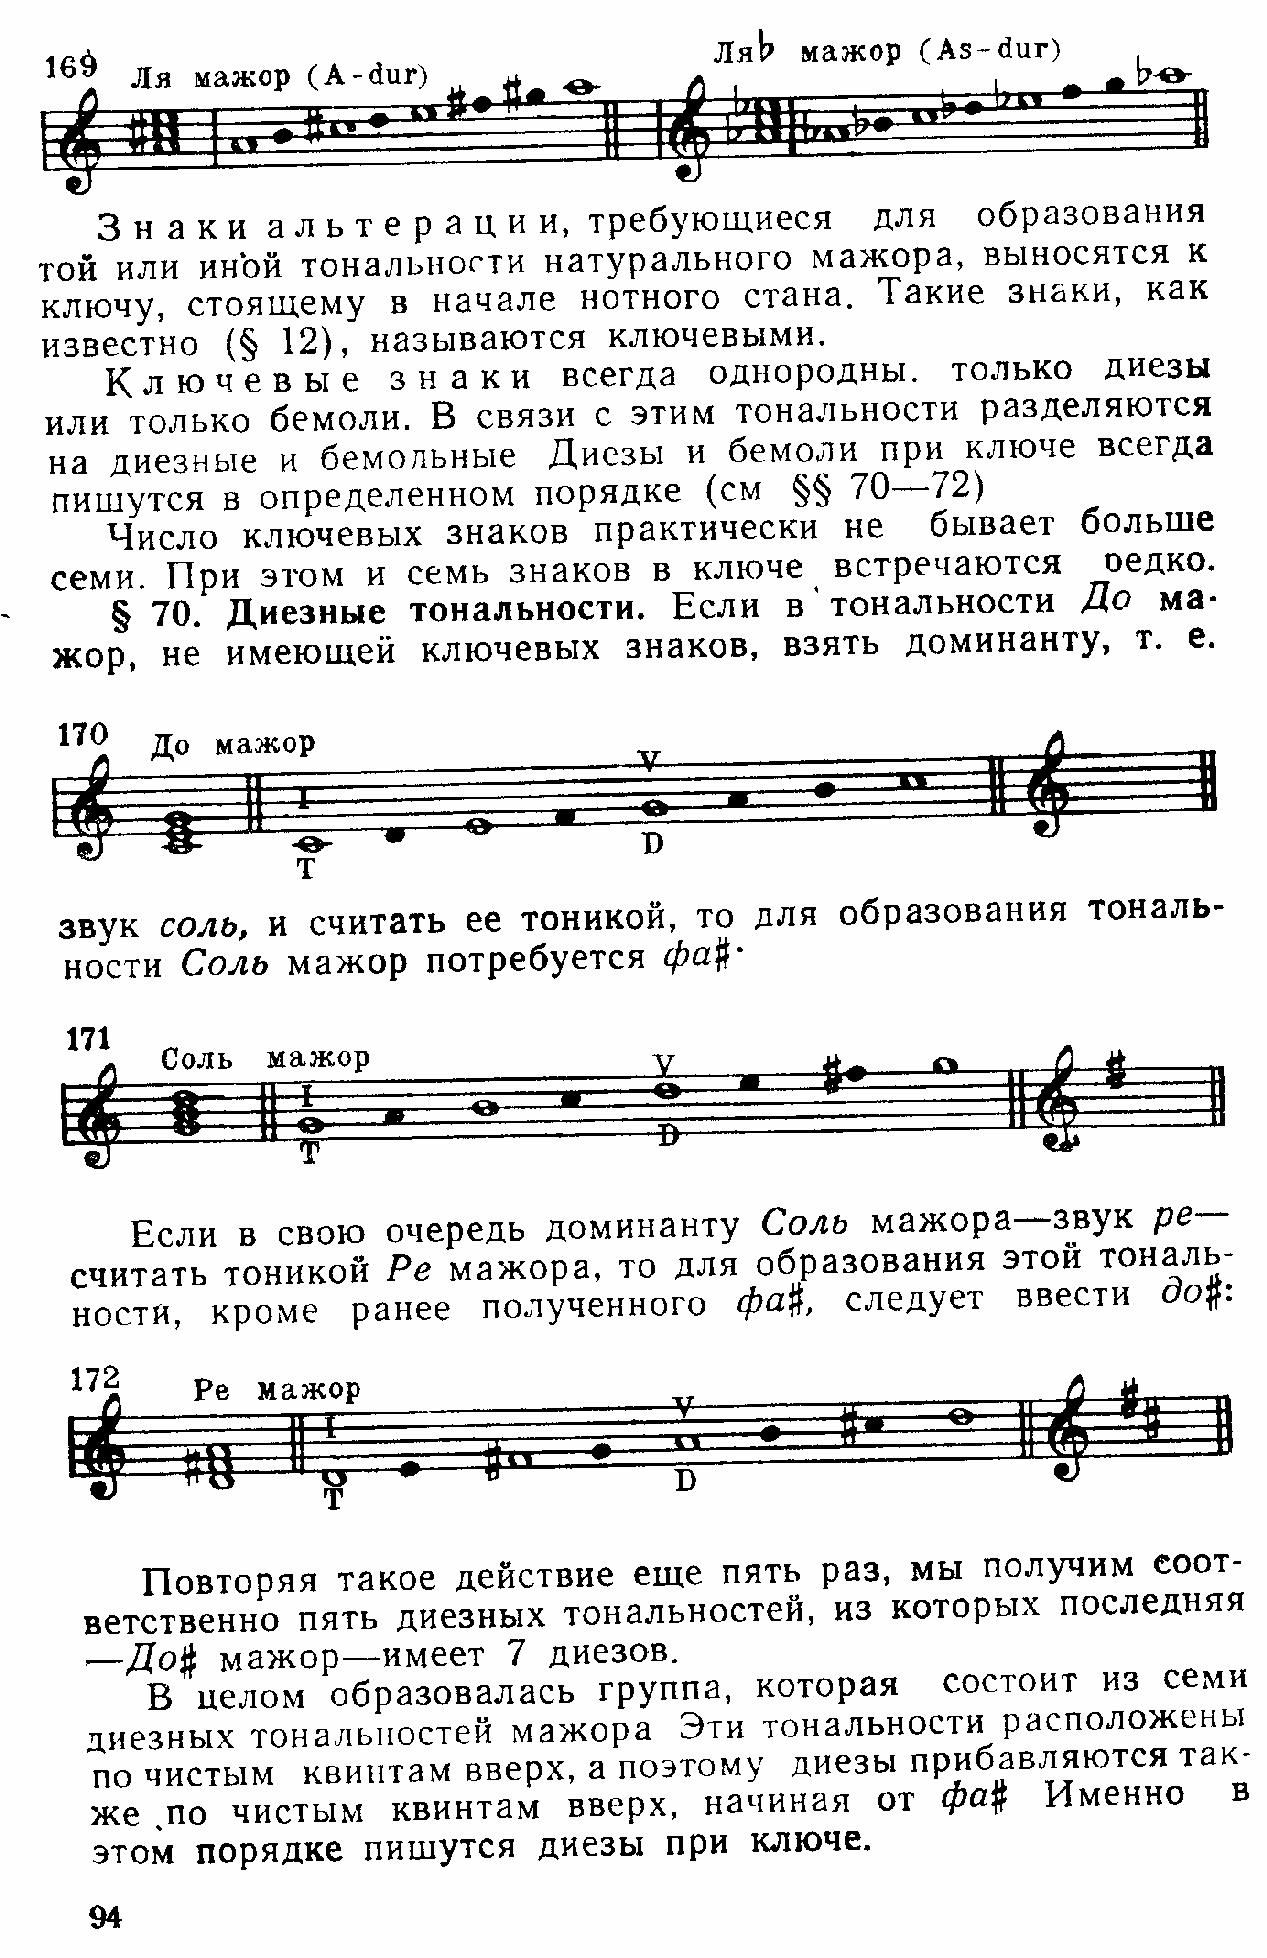 169
Ля мажор (A-dur)
Ля♭ мажор (As-dur)
Знаки альтерации, требующиеся для образования
той или иной тональности натурального мажора, выносятся к
ключу, стоящему в начале нотного стана. Такие знаки, как
известно (§ 12), называются ключевыми.
Ключевые знаки всегда однородны. только диезы
или только бемоли. В связи с этим тональности разделяются
на диезные и бемольные Диезы и бемоли при ключе всегда
пишутся в определенном порядке (см §§ 70—72)
Число ключевых знаков практически не бывает больше
семи. При этом и семь знаков в ключе встречаются редко.
§ 70. Диезные тональности. Если в тональности До ма-
жор, не имеющей ключевых знаков, взять доминанту, т. е.
170
До мажор
I V
T D
звук соль, и считать ее тоникой, то для образования тональ-
ности Соль мажор потребуется фа♯.
171
Соль мажор
I V
T D
Если в свою очередь доминанту Соль мажора—звук ре—
считать тоникой Ре мажора, то для образования этой тональ-
ности, кроме ранее полученного фа♯, следует ввести до♯:
172
Ре мажор
I V
T D
Повторяя такое действие еще пять раз, мы получим соот-
ветственно пять диезных тональностей, из которых последняя
—До♯ мажор—имеет 7 диезов.
В целом образовалась группа, которая состоит из семи
диезных тональностей мажора Эти тональности расположены
по чистым квинтам вверх, а поэтому диезы прибавляются так-
же по чистым квинтам вверх, начиная от фа♯ Именно в
этом порядке пишутся диезы при ключе.
94